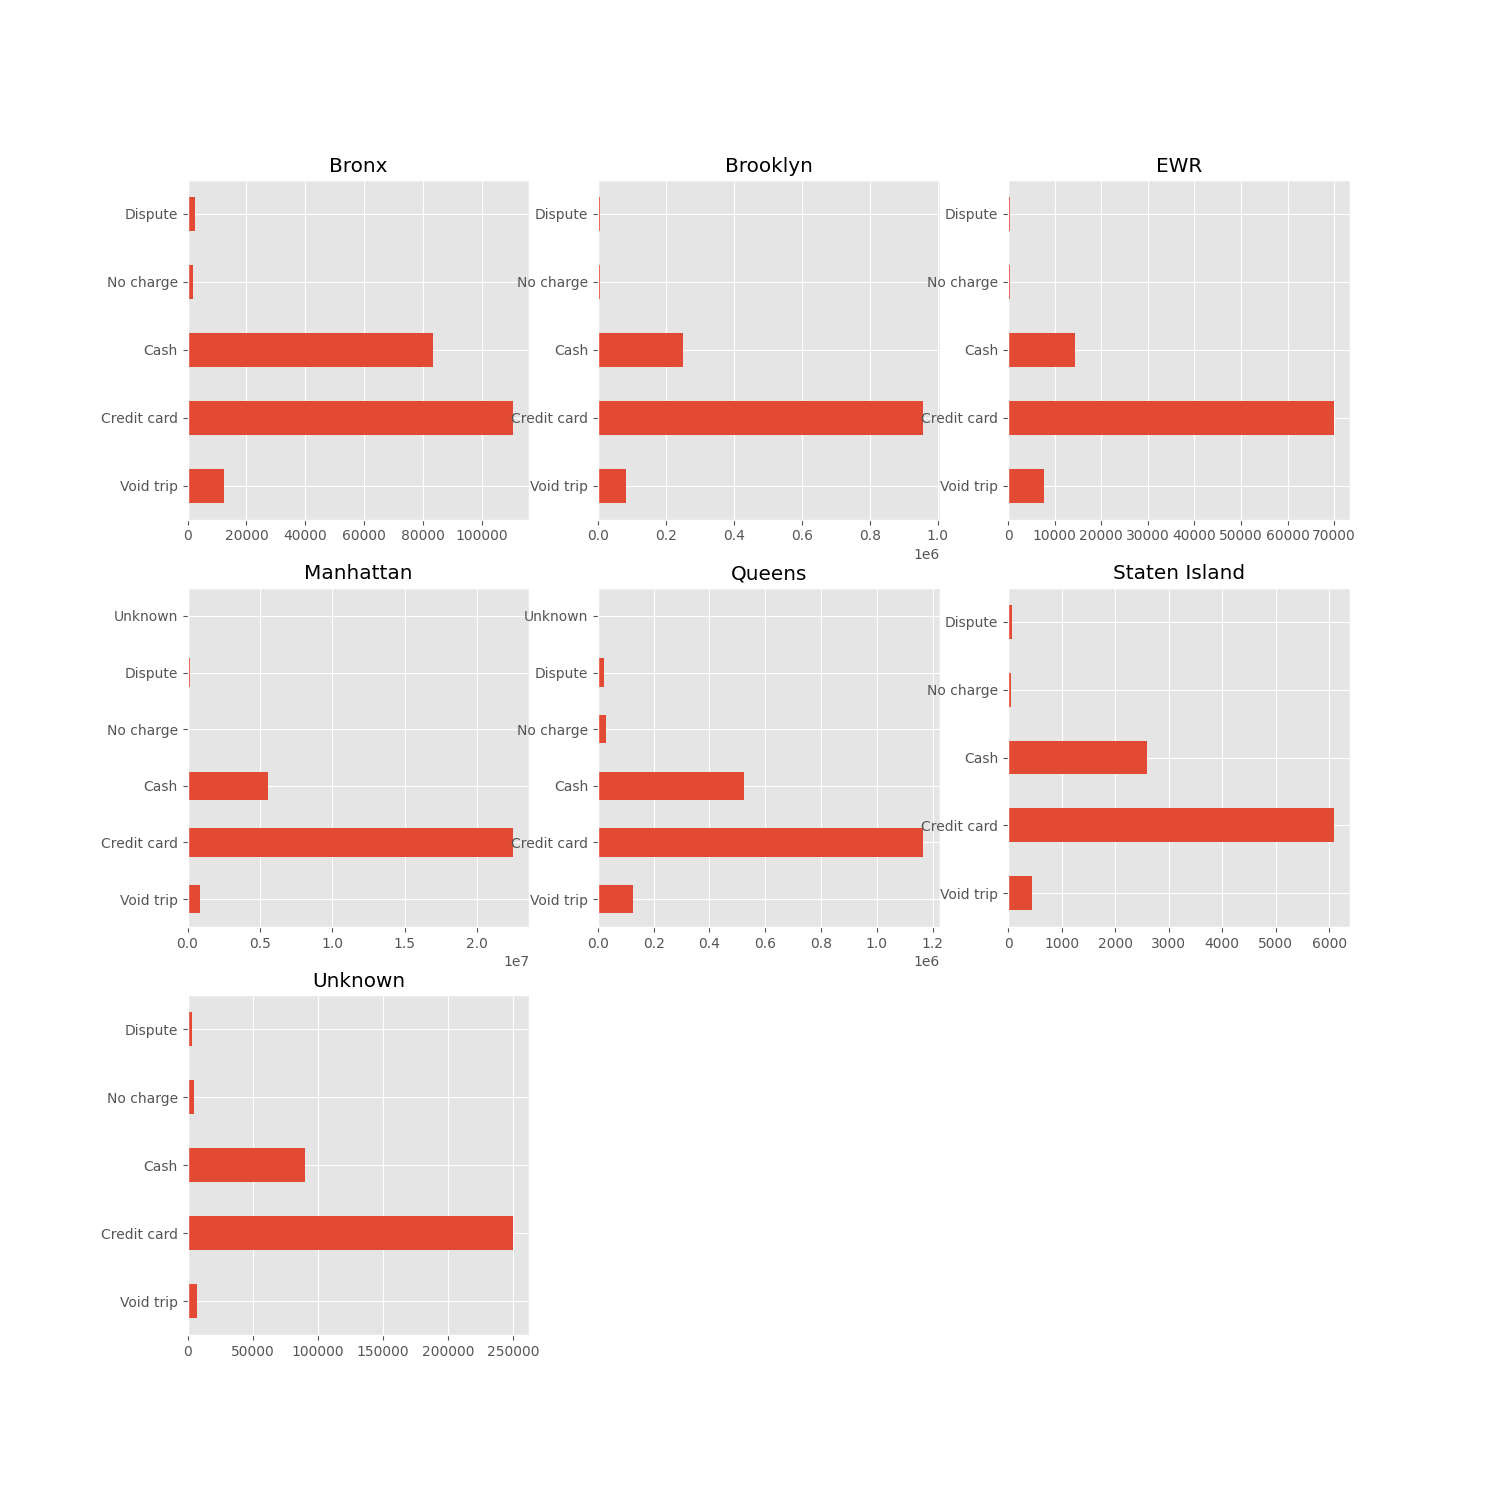 Bronx
Dispute
No charge
Cash
Credit card
Void trip
0 20000 40000 60000 80000 100000
Brooklyn
Dispute
No charge
Cash
Credit card
Void trip
0.0 0.2 0.4 0.6 0.8 1.0
1e6
EWR
Dispute
No charge
Cash
Credit card
Void trip
0 10000 20000 30000 40000 50000 60000 70000
Manhattan
Unknown
Dispute
No charge
Cash
Credit card
Void trip
0.0 0.5 1.0 1.5 2.0
1e7
Queens
Unknown
Dispute
No charge
Cash
Credit card
Void trip
0.0 0.2 0.4 0.6 0.8 1.0 1.2
1e6
Staten Island
Dispute
No charge
Cash
Credit card
Void trip
0 1000 2000 3000 4000 5000 6000
Unknown
Dispute
No charge
Cash
Credit card
Void trip
0 50000 100000 150000 200000 250000